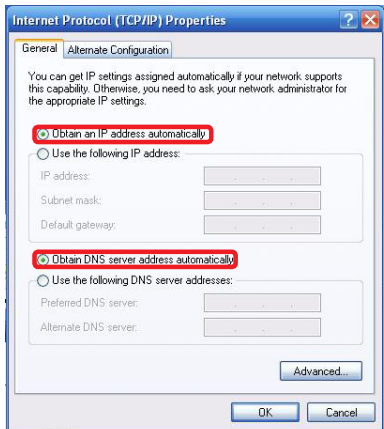 Internet Protocol (TCP/IP) Properties
General
Alternate Configuration
You can get IP settings assigned automatically if your network supports
this capability. Otherwise, you need to ask your network administrator for
the appropriate IP settings.
Obtain an IP address automatically
Use the following IP address:
IP address:
Subnet mask:
Default gateway:
Obtain DNS server address automatically
Use the following DNS server addresses:
Preferred DNS server:
Alternate DNS server:
Advanced...
OK
Cancel